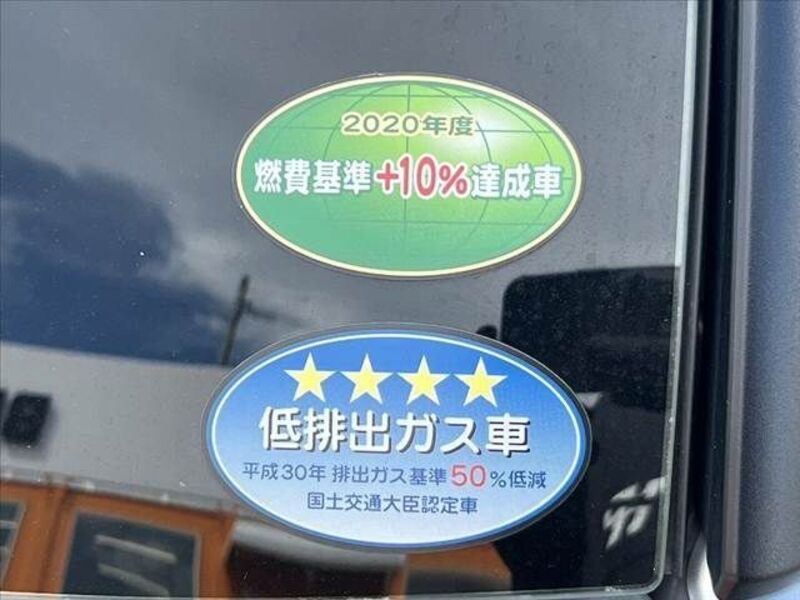 2020年度
燃費基準+10%達成車
★★★★
低排出ガス車
平成30年 排出ガス基準50%低減
国土交通大臣認定車